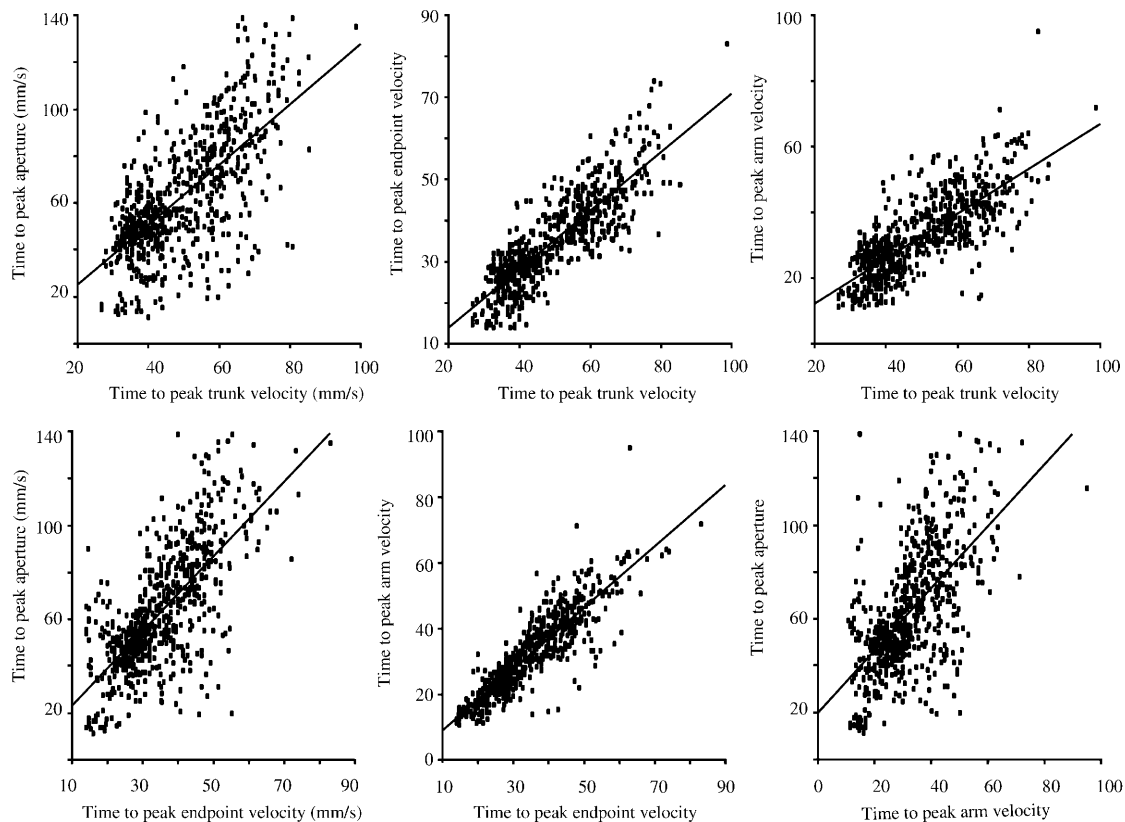 140
100
60
20
Time to peak aperture (mm/s)
20 40 60 80 100
Time to peak trunk velocity (mm/s)
90
70
50
30
10
Time to peak endpoint velocity
20 40 60 80 100
Time to peak trunk velocity
100
60
20
Time to peak arm velocity
20 40 60 80 100
Time to peak trunk velocity
140
100
60
20
Time to peak aperture (mm/s)
10 30 50 70 90
Time to peak endpoint velocity (mm/s)
100
80
60
40
20
0
Time to peak arm velocity
10 30 50 70 90
Time to peak endpoint velocity
140
100
60
20
Time to peak aperture
0 20 40 60 80 100
Time to peak arm velocity